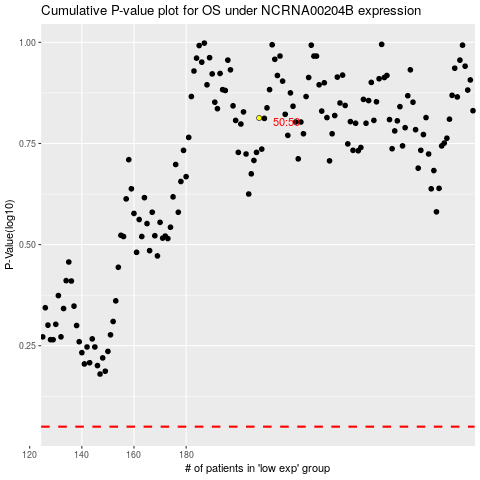 Cumulative P-value plot for OS under NCRNA00204B expression
P-Value(log10)
1.00
0.75
0.50
0.25
50:50
120 140 160 180
# of patients in 'low exp' group